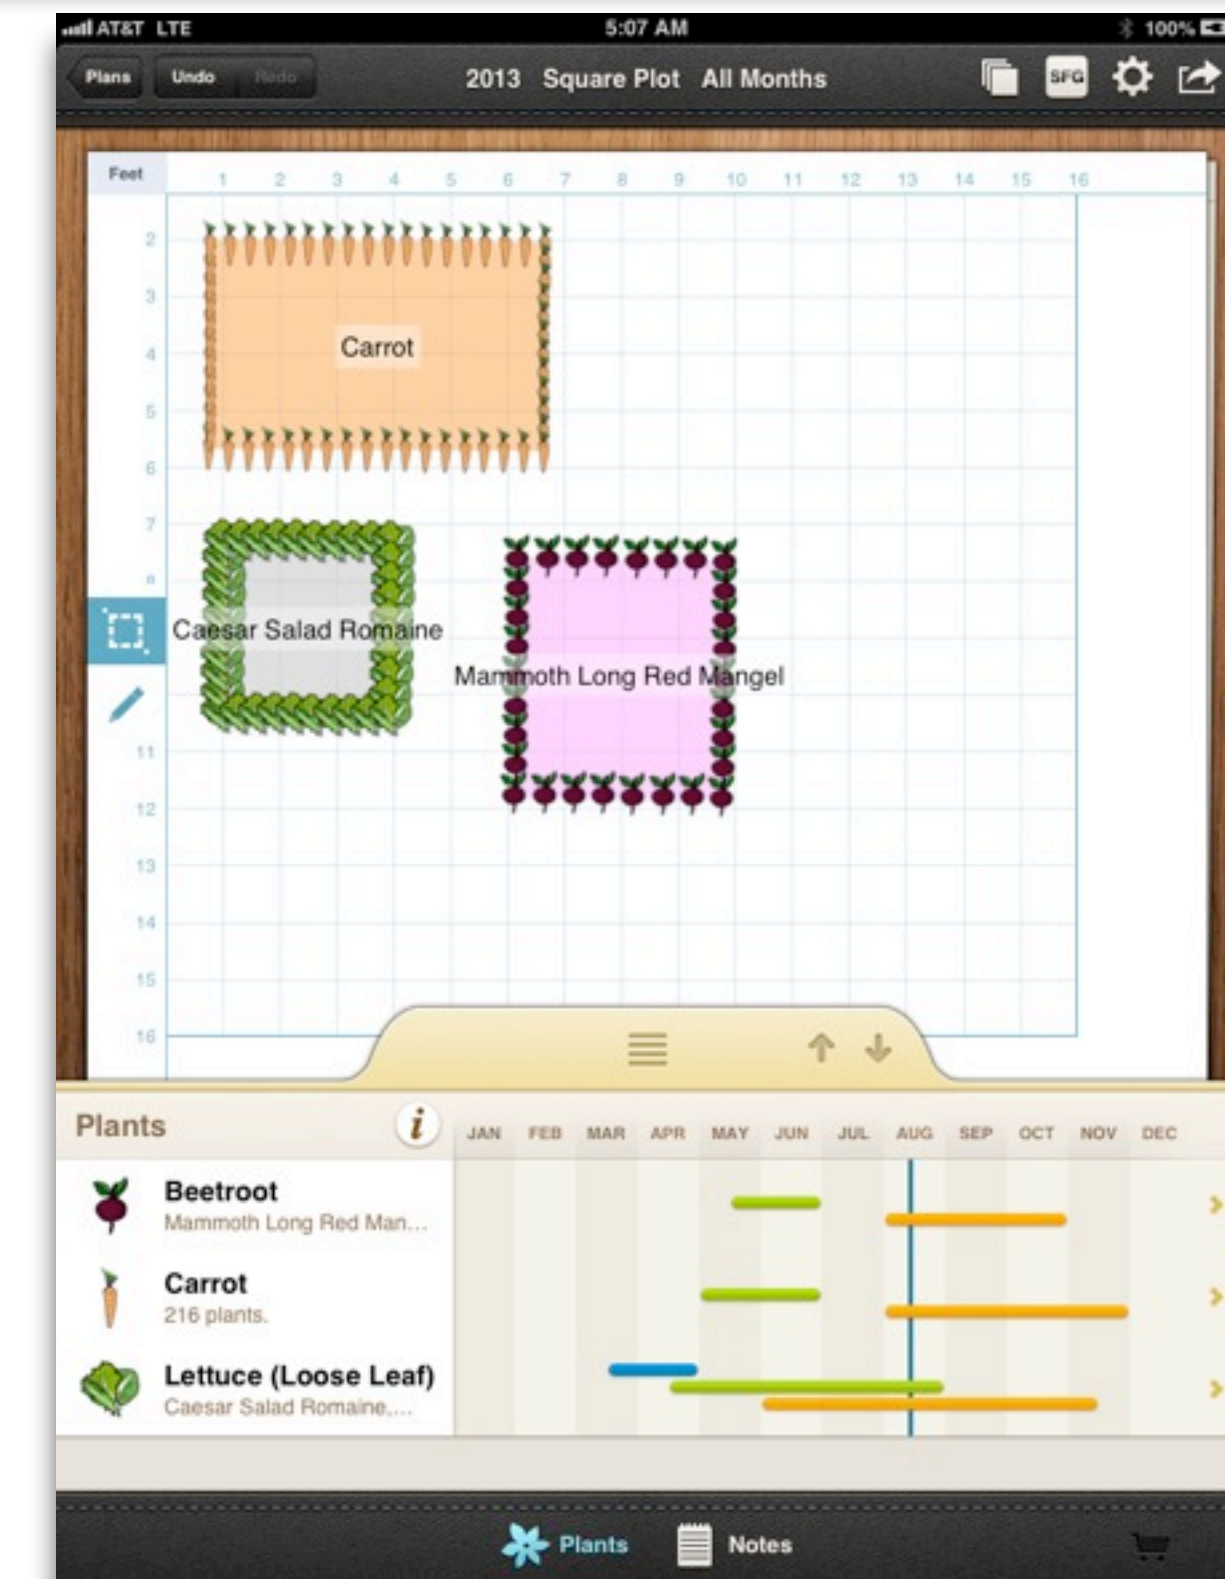 AT&T LTE 5:07 AM 100%
Plans Undo Redo 2013 Square Plot All Months SFG
Feet 1 2 3 4 5 6 7 8 9 10 11 12 13 14 15 16
2
3
4
5
6
7
8
11
12
13
14
15
16
Carrot
Caesar Salad Romaine
Mammoth Long Red Mangel
Plants i JAN FEB MAR APR MAY JUN JUL AUG SEP OCT NOV DEC
Beetroot
Mammoth Long Red Man...
Carrot
216 plants.
Lettuce (Loose Leaf)
Caesar Salad Romaine,...
Plants Notes